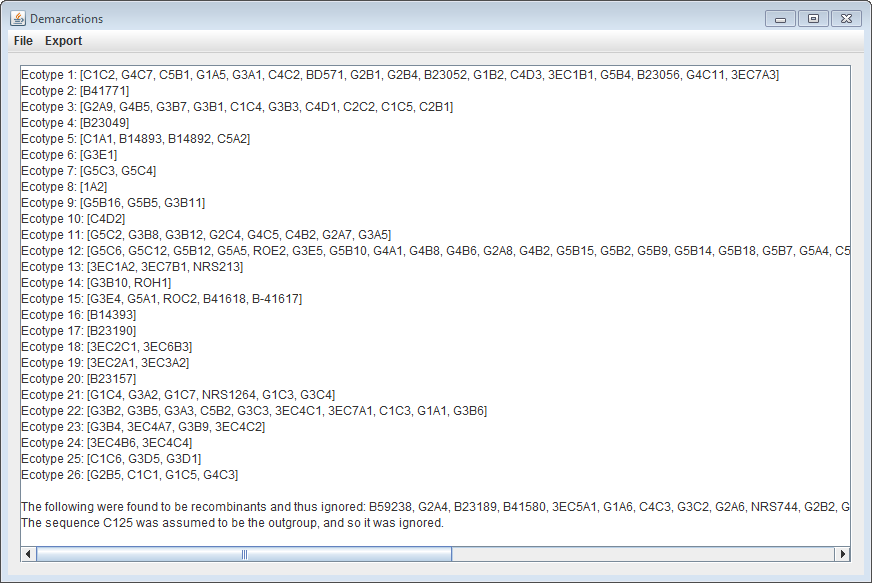 Demarcations
File Export
Ecotype 1: [C1C2, G4C7, C5B1, G1A5, G3A1, C4C2, BD571, G2B1, G2B4, B23052, G1B2, C4D3, 3EC1B1, G5B4, B23056, G4C11, 3EC7A3]
Ecotype 2: [B41771]
Ecotype 3: [G2A9, G4B5, G3B7, G3B1, C1C4, G3B3, C4D1, C2C2, C1C5, C2B1]
Ecotype 4: [B23049]
Ecotype 5: [C1A1, B14893, B14892, C5A2]
Ecotype 6: [G3E1]
Ecotype 7: [G5C3, G5C4]
Ecotype 8: [1A2]
Ecotype 9: [G5B16, G5B5, G3B11]
Ecotype 10: [C4D2]
Ecotype 11: [G5C2, G3B8, G3B12, G2C4, G4C5, C4B2, G2A7, G3A5]
Ecotype 12: [G5C6, G5C12, G5B12, G5A5, ROE2, G3E5, G5B10, G4A1, G4B8, G4B6, G2A8, G4B2, G5B15, G5B2, G5B9, G5B14, G5B18, G5B7, G5A4, C5
Ecotype 13: [3EC1A2, 3EC7B1, NRS213]
Ecotype 14: [G3B10, ROH1]
Ecotype 15: [G3E4, G5A1, ROC2, B41618, B-41617]
Ecotype 16: [B14393]
Ecotype 17: [B23190]
Ecotype 18: [3EC2C1, 3EC6B3]
Ecotype 19: [3EC2A1, 3EC3A2]
Ecotype 20: [B23157]
Ecotype 21: [G1C4, G3A2, G1C7, NRS1264, G1C3, G3C4]
Ecotype 22: [G3B2, G3B5, G3A3, C5B2, G3C3, 3EC4C1, 3EC7A1, C1C3, G1A1, G3B6]
Ecotype 23: [G3B4, 3EC4A7, G3B9, 3EC4C2]
Ecotype 24: [3EC4B6, 3EC4C4]
Ecotype 25: [C1C6, G3D5, G3D1]
Ecotype 26: [G2B5, C1C1, G1C5, G4C3]
The following were found to be recombinants and thus ignored: B59238, G2A4, B23189, B41580, 3EC5A1, G1A6, C4C3, G3C2, G2A6, NRS744, G2B2, G
The sequence C125 was assumed to be the outgroup, and so it was ignored.